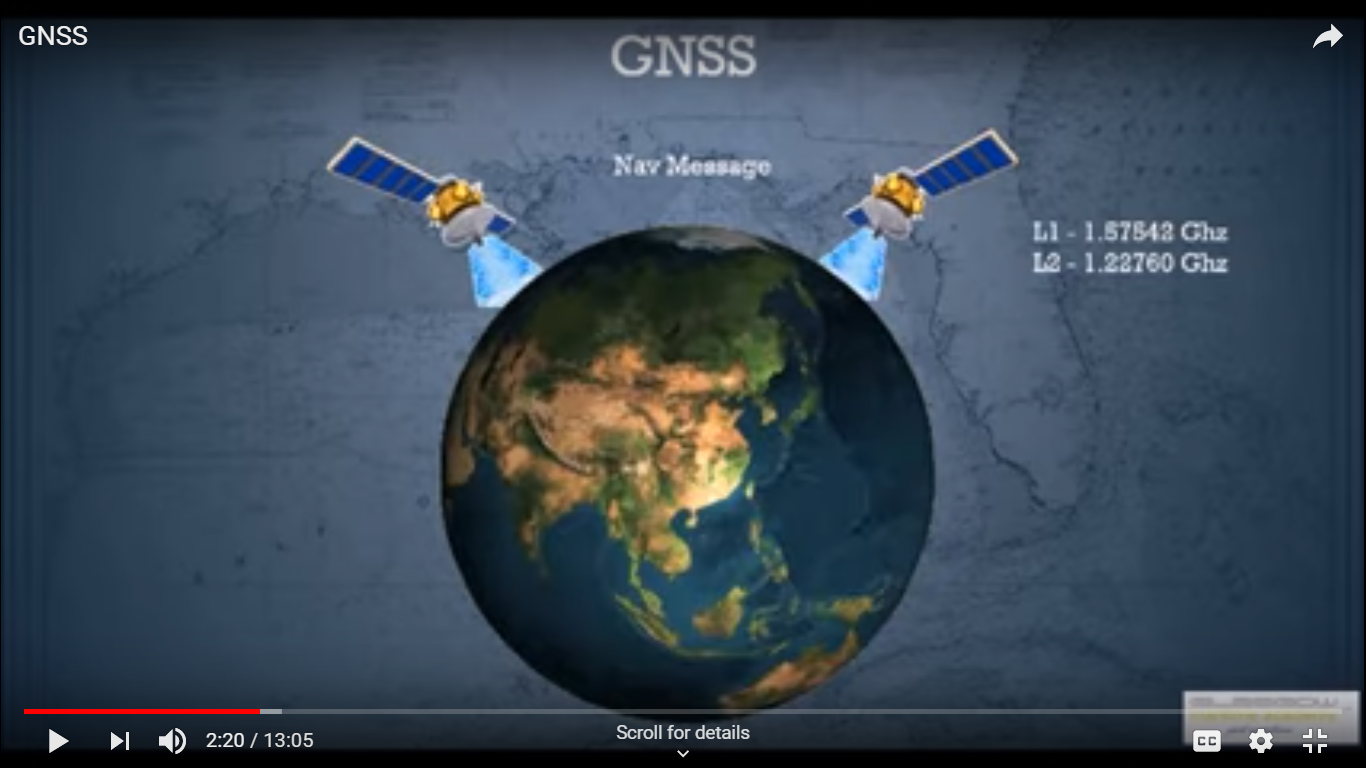 GNSS
GNSS
Nav Message
L1 - 1.57542 Ghz
L2 - 1.22760 Ghz
2:20 / 13:05
Scroll for details
CC